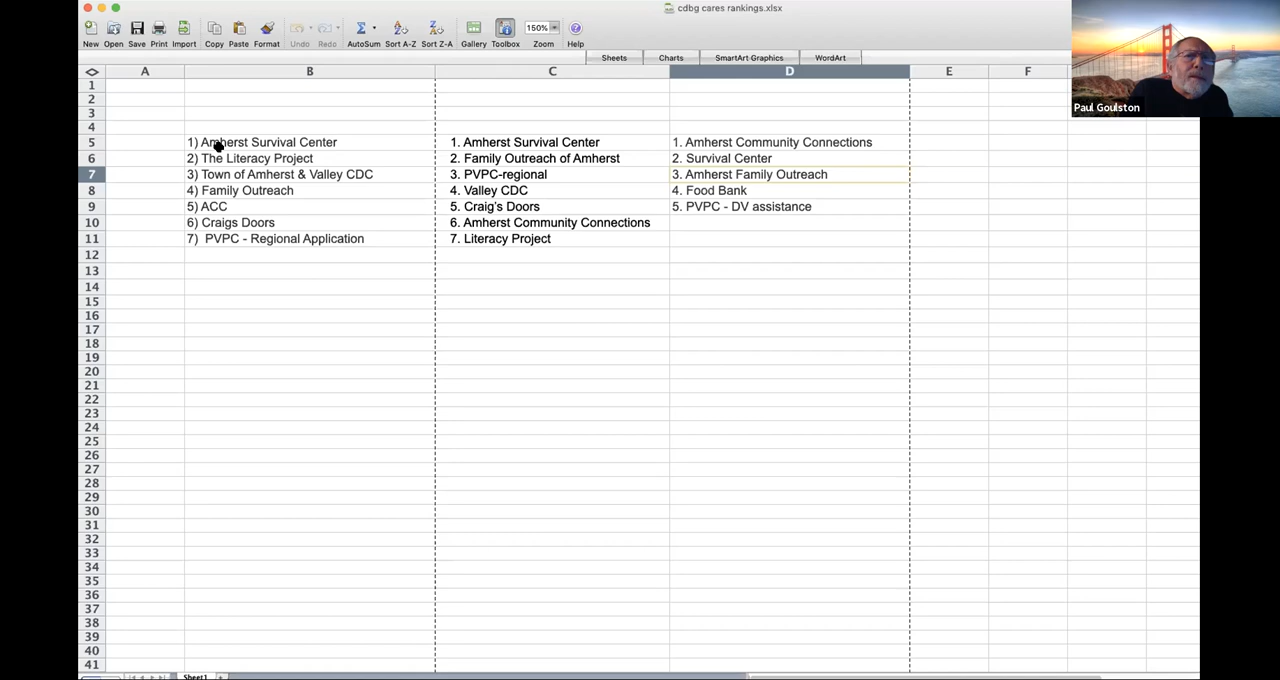 cdbg cares rankings.xlsx
New Open Save Print Import Copy Paste Format Undo Redo AutoSum Sort A-Z Sort Z-A Gallery Toolbox Zoom Help
150%
Sheets Charts SmartArt Graphics WordArt
A B C D E F
Paul Goulston
1
2
3
4
5 1) Amherst Survival Center 1. Amherst Survival Center 1. Amherst Community Connections
6 2) The Literacy Project 2. Family Outreach of Amherst 2. Survival Center
7 3) Town of Amherst & Valley CDC 3. PVPC-regional 3. Amherst Family Outreach
8 4) Family Outreach 4. Valley CDC 4. Food Bank
9 5) ACC 5. Craig's Doors 5. PVPC - DV assistance
10 6) Craigs Doors 6. Amherst Community Connections
11 7) PVPC - Regional Application 7. Literacy Project
12
13
14
15
16
17
18
19
20
21
22
23
24
25
26
27
28
29
30
31
32
33
34
35
36
37
38
39
40
41
Sheet1